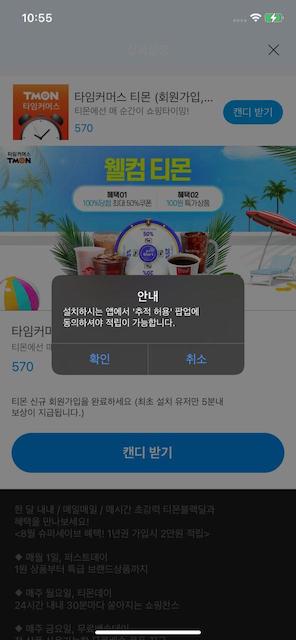 10:55
TMON
타임커머스
타임커머스 티몬 (회원가입,...
티몬에선 매 순간이 쇼핑타이밍!
570
캔디 받기
타임커머스
TMON
웰컴 티몬
혜택01
100%당첨 최대 50%쿠폰
혜택02
100원 특가상품
50%
안내
설치하시는 앱에서 '추적 허용' 팝업에
동의하셔야 적립이 가능합니다.
확인
취소
타임커머
티몬에선 매
570
티몬 신규 회원가입을 완료하세요 (최초 설치 유저만 5분내
보상이 지급됩니다.)
캔디 받기
한 달 내내 / 매일매일 / 매시간 초강력 티몬블랙딜과
혜택을 만나보세요!
<8월 슈퍼세이브 혜택! 1년권 가입시 2만원 적립>
◆ 매월 1일, 퍼스트데이
1원 상품부터 특급 브랜드상품까지
◆ 매주 월요일, 티몬데이
24시간 내내 30분마다 쏟아지는 쇼핑찬스
◆ 매주 금요일, 무료배송데이